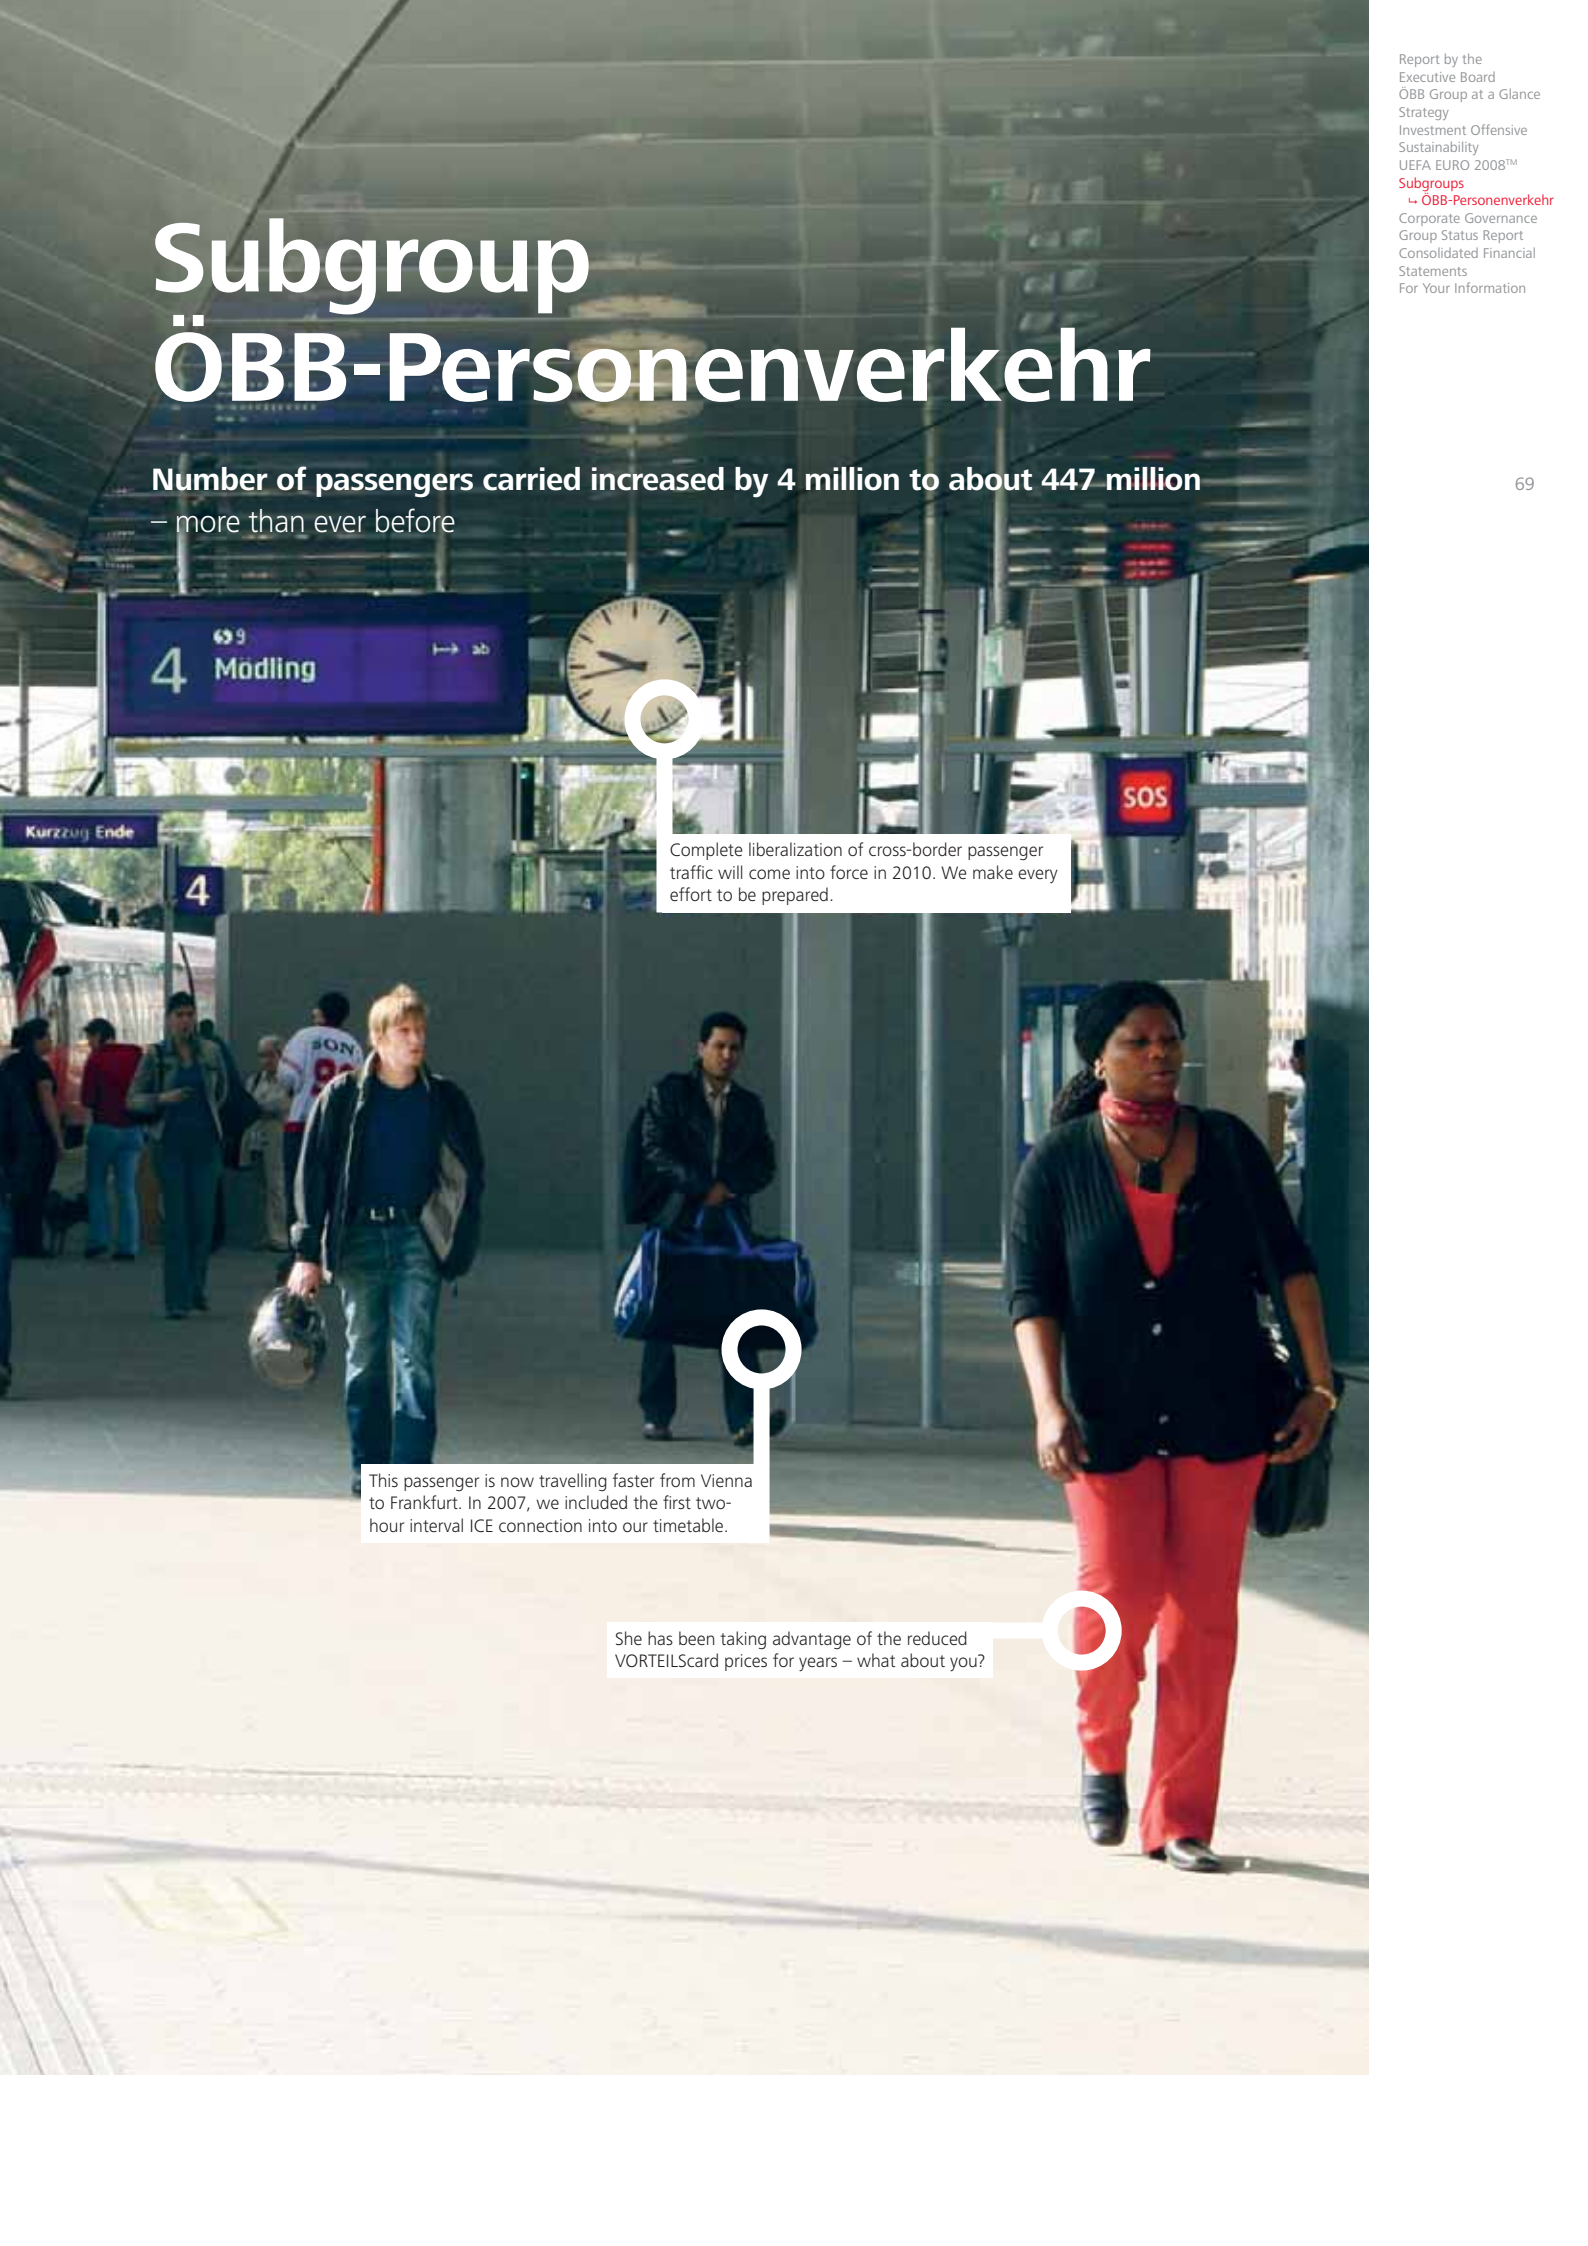 Report by the
Executive Board
ÖBB Group at a Glance
Strategy
Investment Offensive
Sustainability
UEFA EURO 2008™
Subgroups
↳ ÖBB-Personenverkehr
Corporate Governance
Group Status Report
Consolidated Financial
Statements
For Your Information
69
Subgroup
ÖBB-Personenverkehr
Number of passengers carried increased by 4 million to about 447 million
– more than ever before
4
9
Mödling
ab
SOS
Kurzzug Ende
4
Complete liberalization of cross-border passenger
traffic will come into force in 2010. We make every
effort to be prepared.
SON
This passenger is now travelling faster from Vienna
to Frankfurt. In 2007, we included the first two-
hour interval ICE connection into our timetable.
She has been taking advantage of the reduced
VORTEILScard prices for years – what about you?